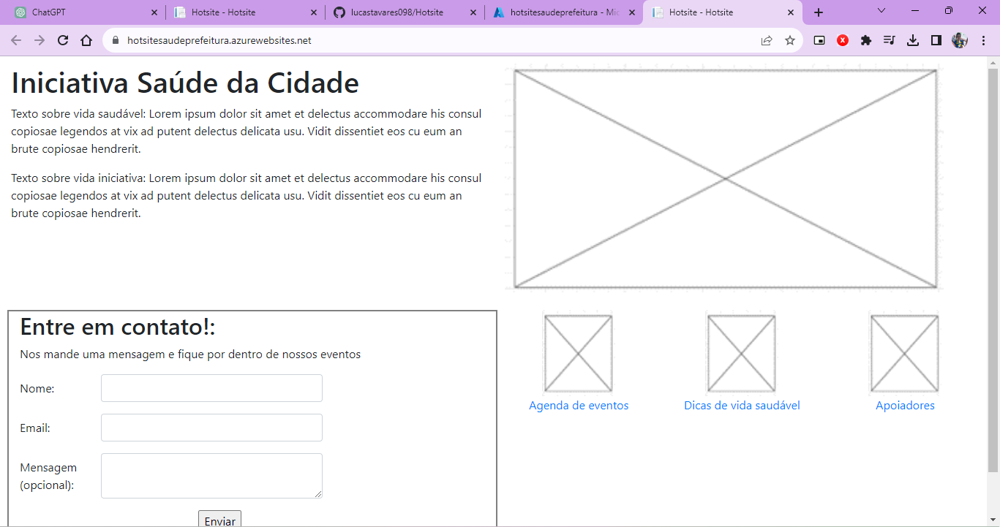 ChatGPT
Hotsite - Hotsite
lucastavares098/Hotsite
hotsitesaudeprefeitura - Mic
Hotsite - Hotsite
hotsitesaudeprefeitura.azurewebsites.net
Iniciativa Saúde da Cidade
Texto sobre vida saudável: Lorem ipsum dolor sit amet et delectus accommodare his consul
copiosae legendos at vix ad putent delectus delicata usu. Vidit dissentiet eos cu eum an
brute copiosae hendrerit.
Texto sobre vida iniciativa: Lorem ipsum dolor sit amet et delectus accommodare his consul
copiosae legendos at vix ad putent delectus delicata usu. Vidit dissentiet eos cu eum an
brute copiosae hendrerit.
Entre em contato!:
Nos mande uma mensagem e fique por dentro de nossos eventos
Nome:
Email:
Mensagem
(opcional):
Enviar
Agenda de eventos
Dicas de vida saudável
Apoiadores